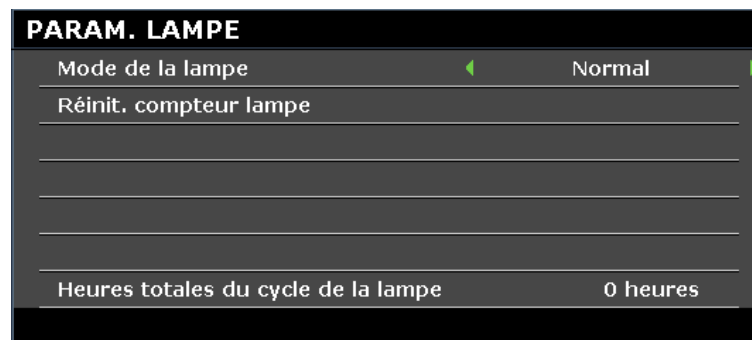 PARAM. LAMPE
Mode de la lampe Normal
Réinit. compteur lampe
Heures totales du cycle de la lampe 0 heures